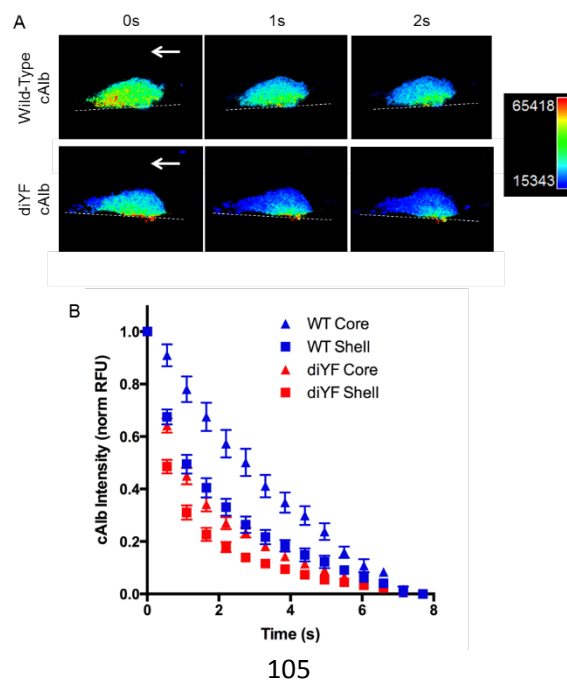 A
0s 1s 2s
Wild-Type
cAlb
diYF
cAlb
65418
15343
B
WT Core
WT Shell
diYF Core
diYF Shell
cAlb Intensity (norm RFU)
1.0
0.8
0.6
0.4
0.2
0.0
0 2 4 6 8
Time (s)
105